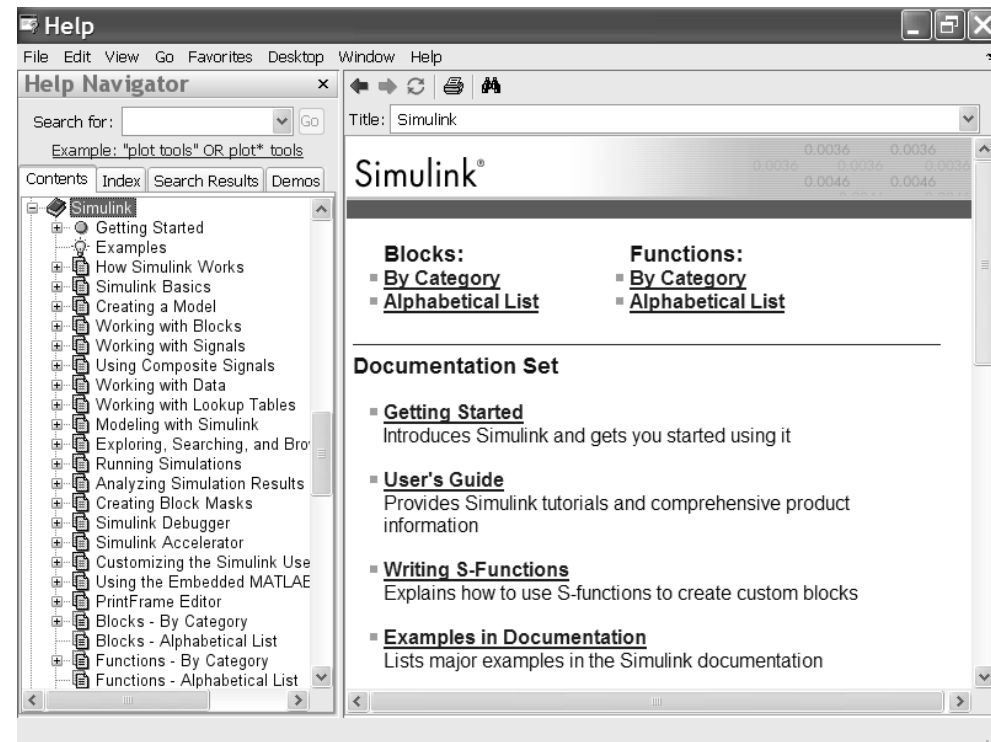 Help
File Edit View Go Favorites Desktop Window Help
Help Navigator
Search for:
Go
Example: "plot tools" OR plot* tools
Contents Index Search Results Demos
Simulink
Getting Started
Examples
How Simulink Works
Simulink Basics
Creating a Model
Working with Blocks
Working with Signals
Using Composite Signals
Working with Data
Working with Lookup Tables
Modeling with Simulink
Exploring, Searching, and Bro
Running Simulations
Analyzing Simulation Results
Creating Block Masks
Simulink Debugger
Simulink Accelerator
Customizing the Simulink Use
Using the Embedded MATLAB
PrintFrame Editor
Blocks - By Category
Blocks - Alphabetical List
Functions - By Category
Functions - Alphabetical List
Title: Simulink
Simulink®
0.0036 0.0036
0.0036 0.0036 0.0036
0.0046 0.0046
Blocks: Functions:
By Category By Category
Alphabetical List Alphabetical List
Documentation Set
Getting Started
Introduces Simulink and gets you started using it
User's Guide
Provides Simulink tutorials and comprehensive product
information
Writing S-Functions
Explains how to use S-functions to create custom blocks
Examples in Documentation
Lists major examples in the Simulink documentation